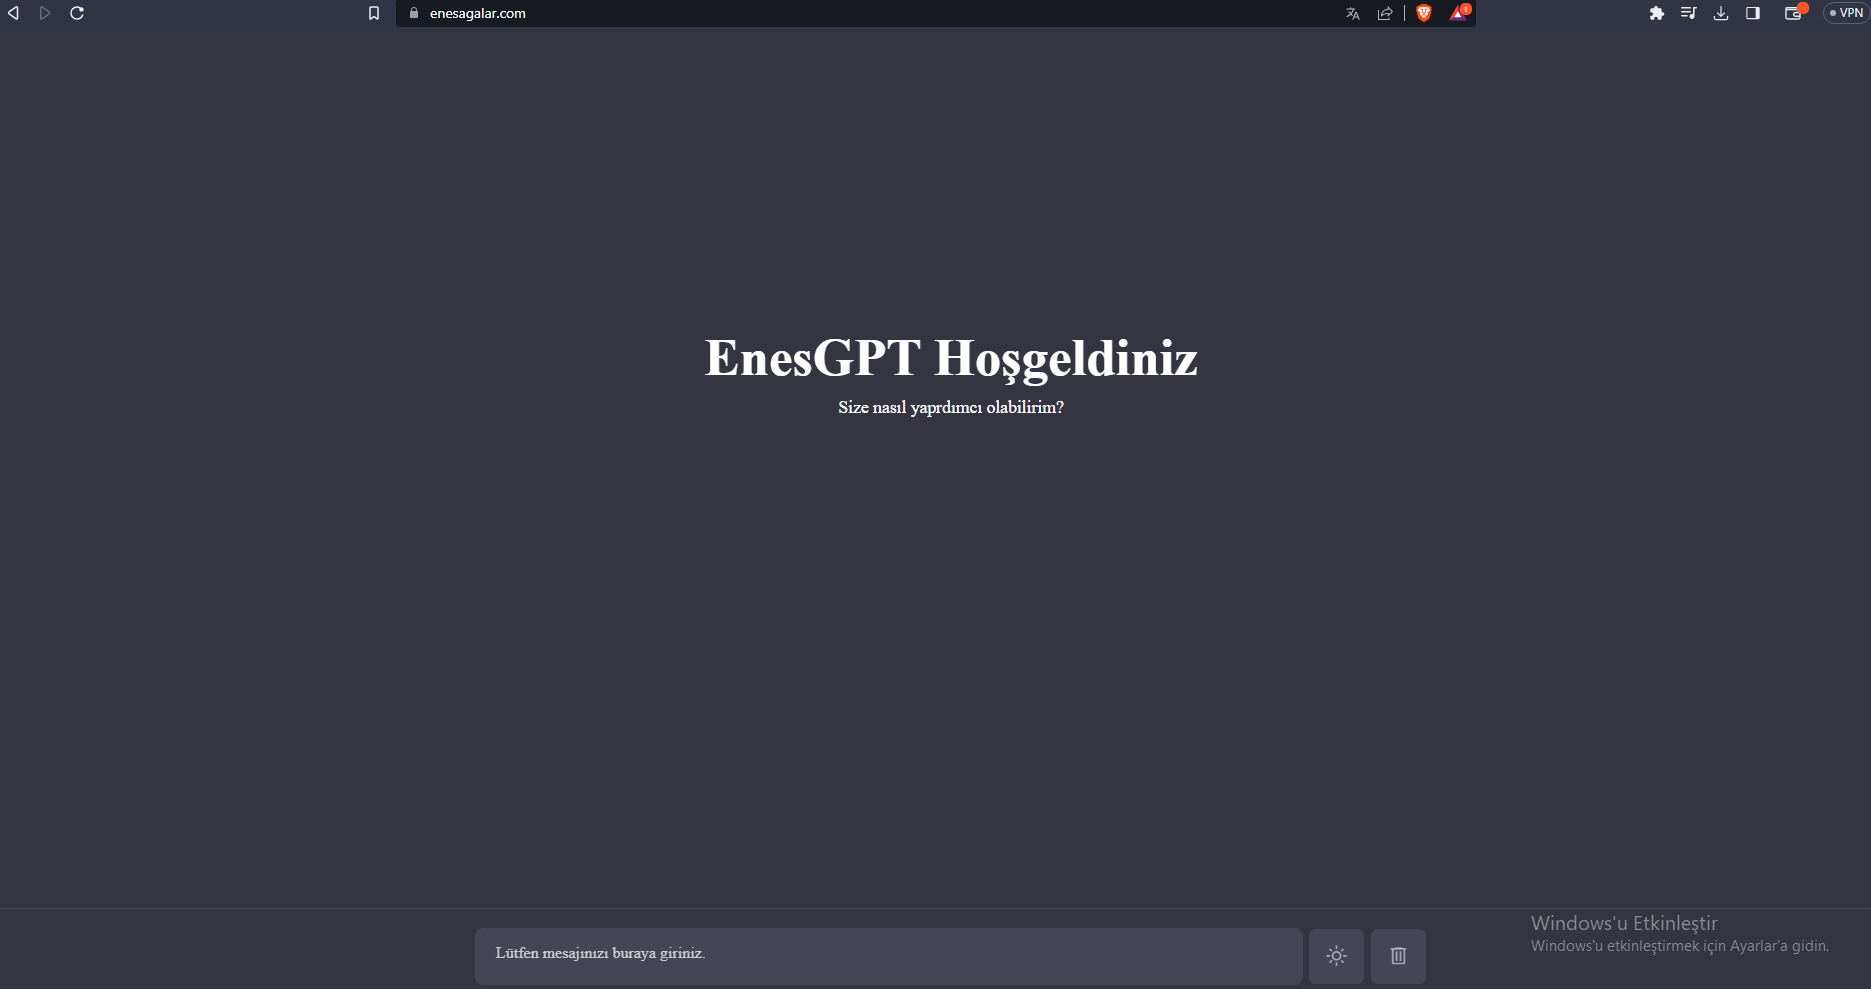 enesagalar.com
1
VPN
EnesGPT Hoşgeldiniz
Size nasıl yaprdımcı olabilirim?
Windows'u Etkinleştir
Windows'u etkinleştirmek için Ayarlar'a gidin.
Lütfen mesajınızı buraya giriniz.